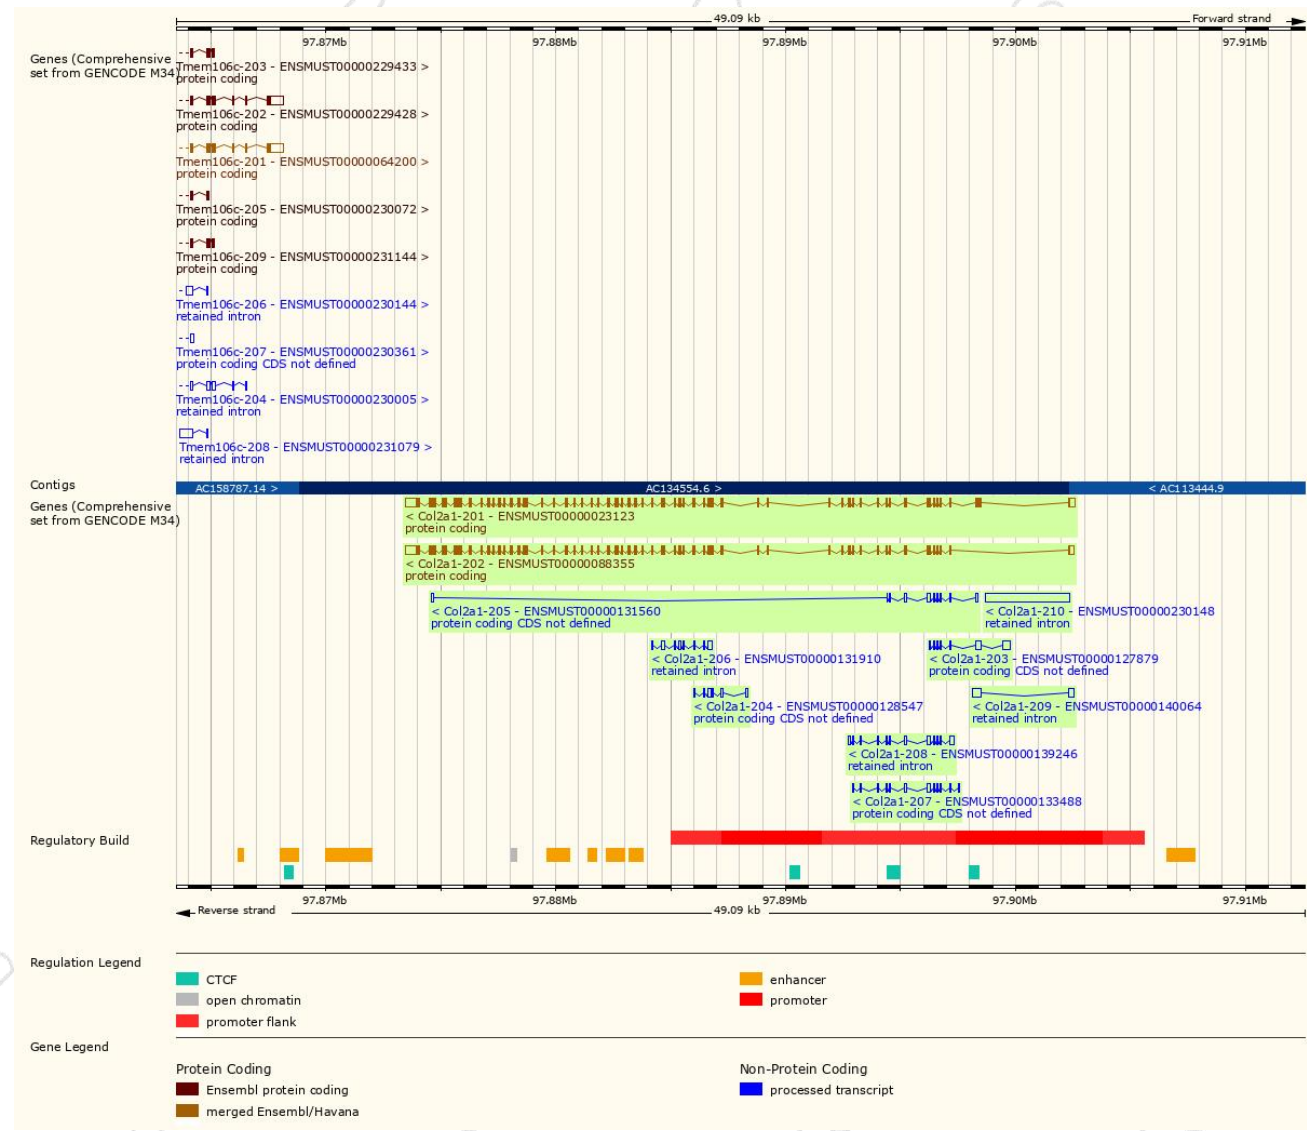 49.09 kb Forward strand
97.87Mb 97.88Mb 97.89Mb 97.90Mb 97.91Mb
Genes (Comprehensive
set from GENCODE M34)
Tmem106c-203 - ENSMUST00000229433 >
protein coding
Tmem106c-202 - ENSMUST00000229428 >
protein coding
Tmem106c-201 - ENSMUST00000064200 >
protein coding
Tmem106c-205 - ENSMUST00000230072 >
protein coding
Tmem106c-209 - ENSMUST00000231144 >
protein coding
Tmem106c-206 - ENSMUST00000230144 >
retained intron
Tmem106c-207 - ENSMUST00000230361 >
protein coding CDS not defined
Tmem106c-204 - ENSMUST00000230005 >
retained intron
Tmem106c-208 - ENSMUST00000231079 >
retained intron
Contigs
AC158787.14 > AC134554.6 > < AC113444.9
Genes (Comprehensive
set from GENCODE M34)
< Col2a1-201 - ENSMUST00000023123
protein coding
< Col2a1-202 - ENSMUST00000088355
protein coding
< Col2a1-205 - ENSMUST00000131560 < Col2a1-210 - ENSMUST00000230148
protein coding CDS not defined retained intron
< Col2a1-206 - ENSMUST00000131910 < Col2a1-203 - ENSMUST00000127879
retained intron protein coding CDS not defined
< Col2a1-204 - ENSMUST00000128547 < Col2a1-209 - ENSMUST00000140064
protein coding CDS not defined retained intron
< Col2a1-208 - ENSMUST00000139246
retained intron
< Col2a1-207 - ENSMUST00000133488
protein coding CDS not defined
Regulatory Build
97.87Mb 97.88Mb 97.89Mb 97.90Mb 97.91Mb
Reverse strand 49.09 kb
Regulation Legend
CTCF enhancer
open chromatin promoter
promoter flank
Gene Legend
Protein Coding Non-Protein Coding
Ensembl protein coding processed transcript
merged Ensembl/Havana